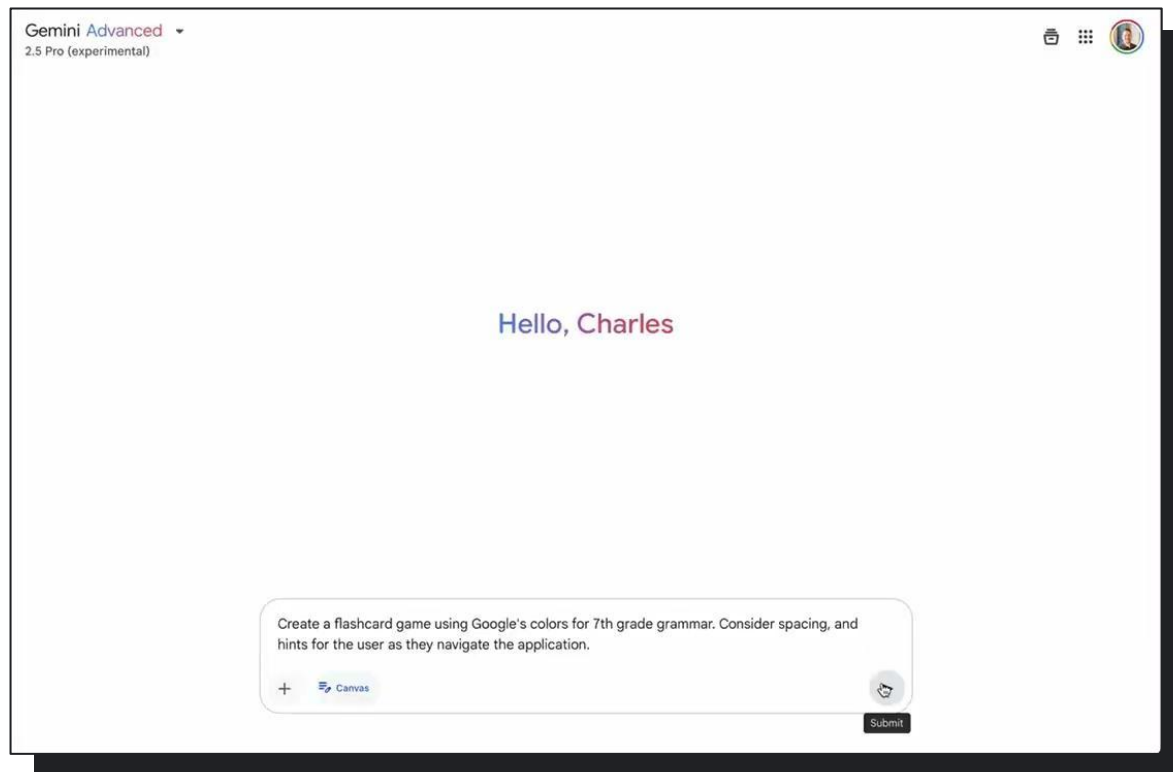 Gemini Advanced
2.5 Pro (experimental)
Hello, Charles
Create a flashcard game using Google's colors for 7th grade grammar. Consider spacing, and
hints for the user as they navigate the application.
Canvas
Submit